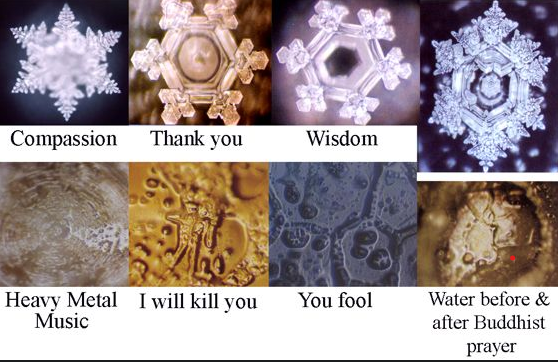 Compassion
Thank you
Wisdom
Heavy Metal
Music
I will kill you
You fool
Water before &
after Buddhist
prayer